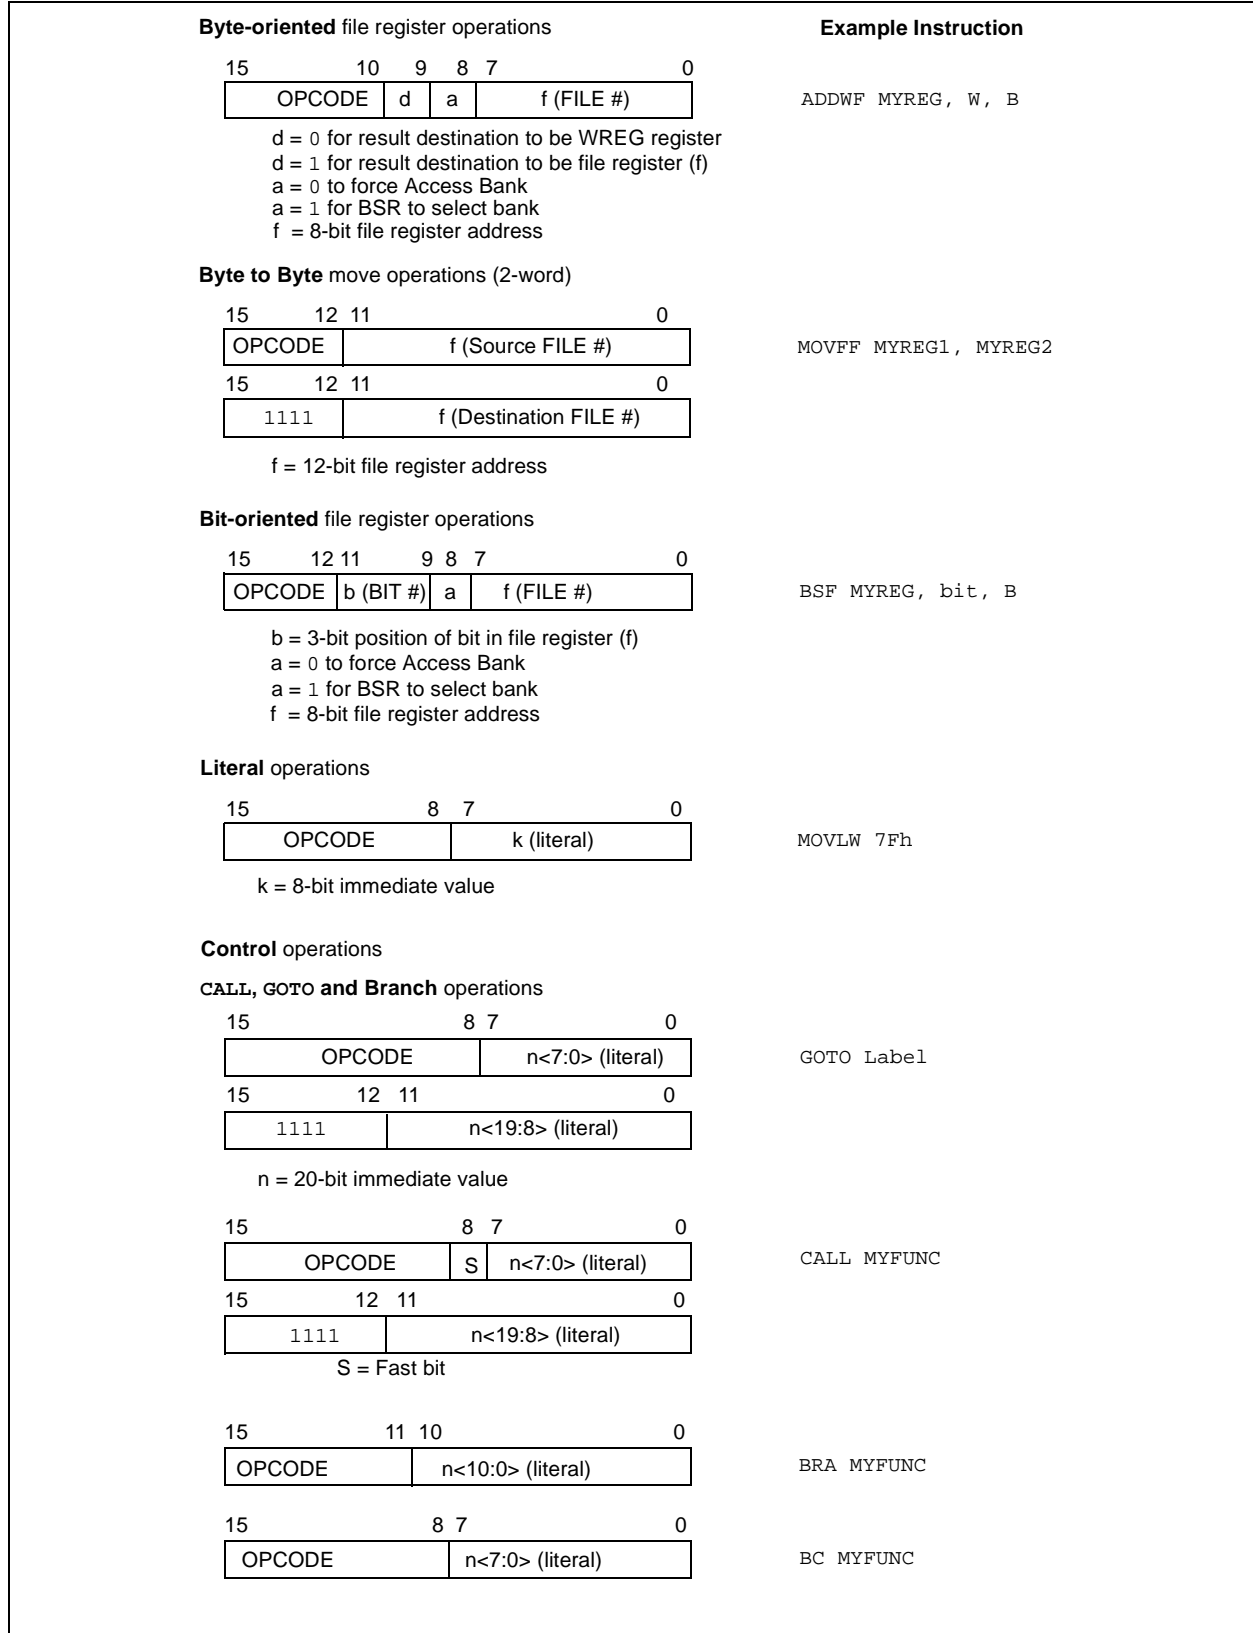 Byte-oriented file register operations
Example Instruction
15 10 9 8 7 0
OPCODE d a f (FILE #)
ADDWF MYREG, W, B
d = 0 for result destination to be WREG register
d = 1 for result destination to be file register (f)
a = 0 to force Access Bank
a = 1 for BSR to select bank
f = 8-bit file register address
Byte to Byte move operations (2-word)
15 12 11 0
OPCODE f (Source FILE #)
MOVFF MYREG1, MYREG2
15 12 11 0
1111 f (Destination FILE #)
f = 12-bit file register address
Bit-oriented file register operations
15 12 11 9 8 7 0
OPCODE b (BIT #) a f (FILE #)
BSF MYREG, bit, B
b = 3-bit position of bit in file register (f)
a = 0 to force Access Bank
a = 1 for BSR to select bank
f = 8-bit file register address
Literal operations
15 8 7 0
OPCODE k (literal)
MOVLW 7Fh
k = 8-bit immediate value
Control operations
CALL, GOTO and Branch operations
15 8 7 0
OPCODE n<7:0> (literal)
GOTO Label
15 12 11 0
1111 n<19:8> (literal)
n = 20-bit immediate value
15 8 7 0
OPCODE S n<7:0> (literal)
CALL MYFUNC
15 12 11 0
1111 n<19:8> (literal)
S = Fast bit
15 11 10 0
OPCODE n<10:0> (literal)
BRA MYFUNC
15 8 7 0
OPCODE n<7:0> (literal)
BC MYFUNC